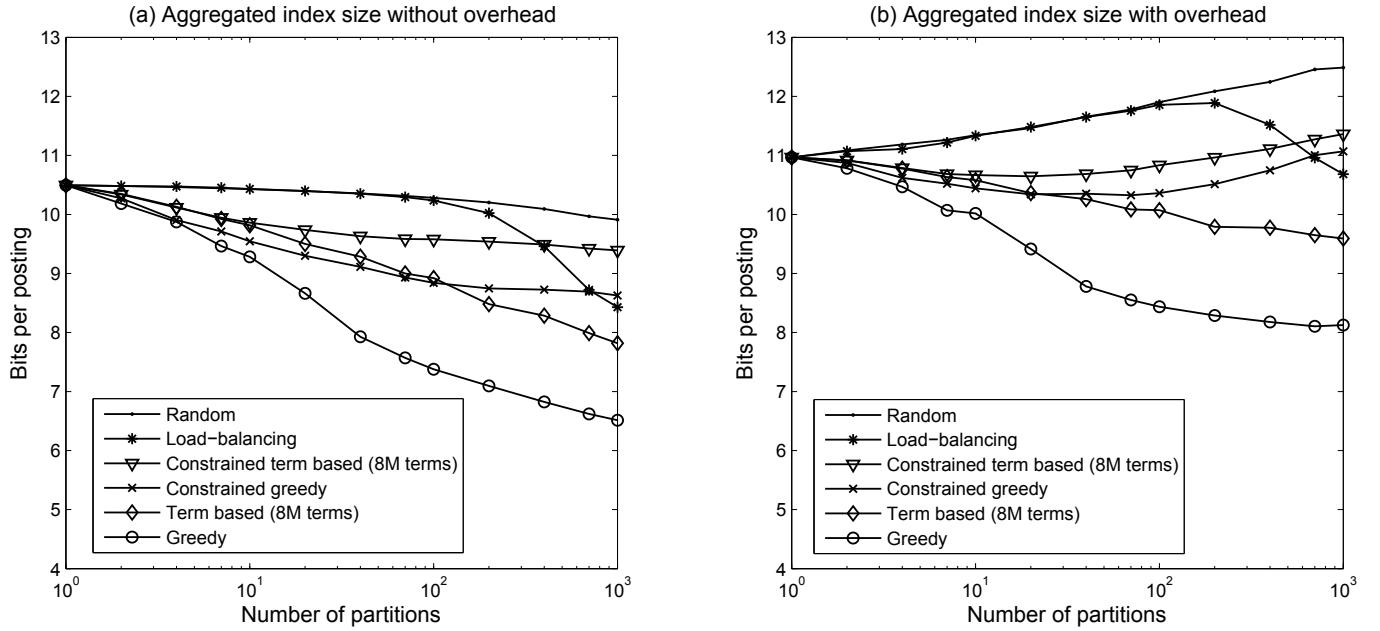 (a) Aggregated index size without overhead
13
12
11
10
9
8
7
6
5
4
Bits per posting
Random
Load−balancing
Constrained term based (8M terms)
Constrained greedy
Term based (8M terms)
Greedy
10^0
10^1
10^2
10^3
Number of partitions
(b) Aggregated index size with overhead
13
12
11
10
9
8
7
6
5
4
Bits per posting
Random
Load−balancing
Constrained term based (8M terms)
Constrained greedy
Term based (8M terms)
Greedy
10^0
10^1
10^2
10^3
Number of partitions